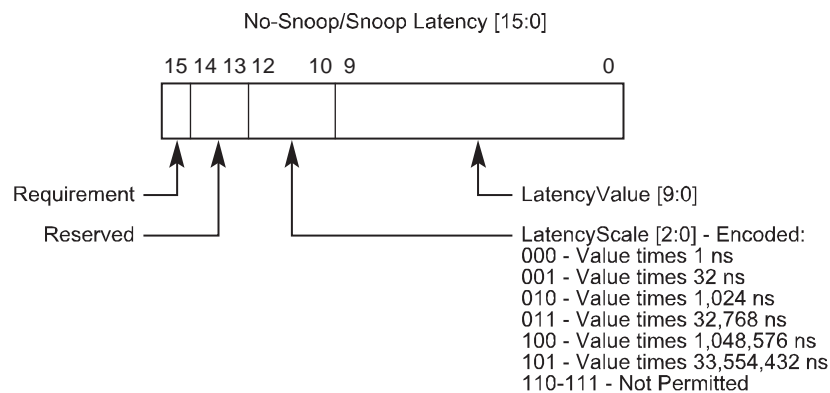 No-Snoop/Snoop Latency [15:0]
15 14 13 12 10 9 0
Requirement
LatencyValue [9:0]
Reserved
LatencyScale [2:0] - Encoded:
000 - Value times 1 ns
001 - Value times 32 ns
010 - Value times 1,024 ns
011 - Value times 32,768 ns
100 - Value times 1,048,576 ns
101 - Value times 33,554,432 ns
110-111 - Not Permitted